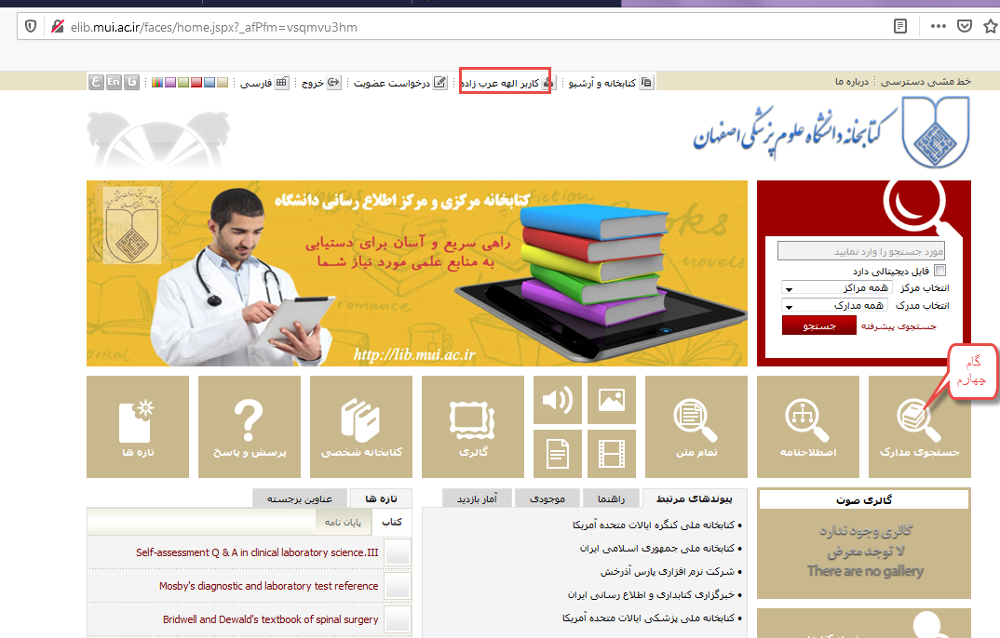 elib.mui.ac.ir/faces/home.jspx?_afPfm=vsqmvu3hm
خط مشی دسترسی
درباره ما
کتابخانه و آرشیو
کاربر الهه عرب زاده
درخواست عضویت
خروج
فارسی
فا
En
ع
کتابخانه دانشگاه علوم پزشکی اصفهان
کتابخانه مرکزی و مرکز اطلاع رسانی دانشگاه
راهی سریع و آسان برای دستیابی
به منابع علمی مورد نیاز شما
http://lib.mui.ac.ir
fiction
books
novels
romance
مورد جستجو را وارد نمایید
فایل دیجیتالی دارد
انتخاب مرکز همه مراکز
انتخاب مدرک همه مدارک
جستجوی پیشرفته جستجو
گام
چهارم
جستجوی مدارک
اصطلاحنامه
تمام متن
گالری
کتابخانه شخصی
پرسش و پاسخ
تازه ها
گالری صوت
گالری وجود ندارد
لا توجد معرض
There are no gallery
پیوندهای مرتبط
راهنما
موجودی
آمار بازدید
• کتابخانه ملی کنگره ایالات متحده آمریکا
• کتابخانه ملی جمهوری اسلامی ایران
• شرکت نرم افزاری پارس آذرخش
• خبرگزاری کتابداری و اطلاع رسانی ایران
• کتابخانه ملی پزشکی ایالات متحده آمریکا
تازه ها
عناوین برجسته
کتاب
پایان نامه
Self-assessment Q & A in clinical laboratory science.III
Mosby's diagnostic and laboratory test reference
Bridwell and Dewald's textbook of spinal surgery